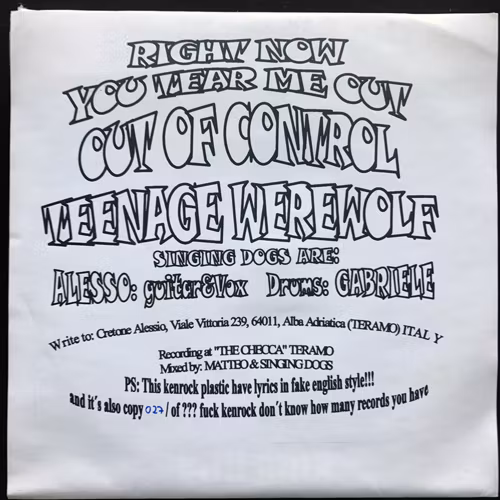 RIGHT NOW
YOU TEAR ME OUT
OUT OF CONTROL
TEENAGE WEREWOLF
SINGING DOGS ARE:
ALESSO: guitar&Vox Drums: GABRIELE
Write to: Cretone Alessio, Viale Vittoria 239, 64011, Alba Adriatica (TERAMO) ITAL Y
Recording at "THE CHECCA" TERAMO
Mixed by: MATTEO & SINGING DOGS
PS: This kenrock plastic have lyrics in fake english style!!!
and it´s also copy 027/ of ??? fuck kenrock don´t know how many records you have